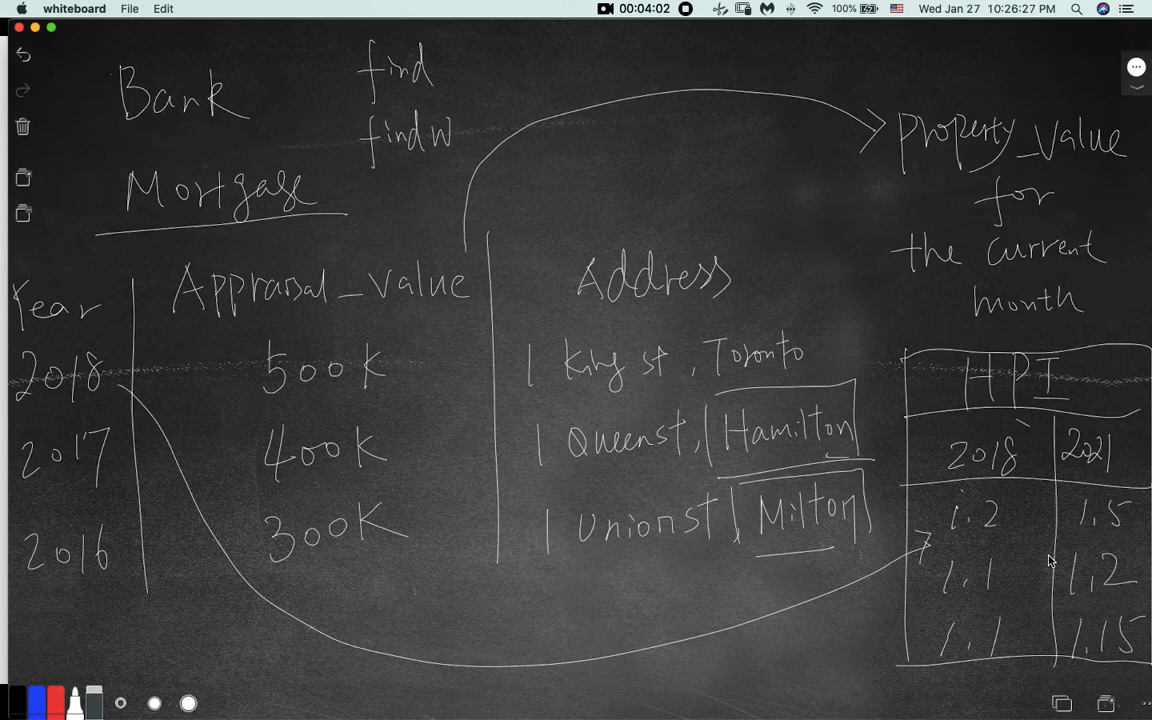 whiteboard File Edit 00:04:02 100% Wed Jan 27 10:26:27 PM
Bank
find
findW
Mortgage
Property_Value
for
the current
month
Year Appraisal_value Address
2018 500K 1 King st, Toronto
2017 400K 1 Queenst, Hamilton
2016 300K 1 Unionst Milton
HPI
2018 2021
1.2 1.5
1.1 1.2
1.1 1.15